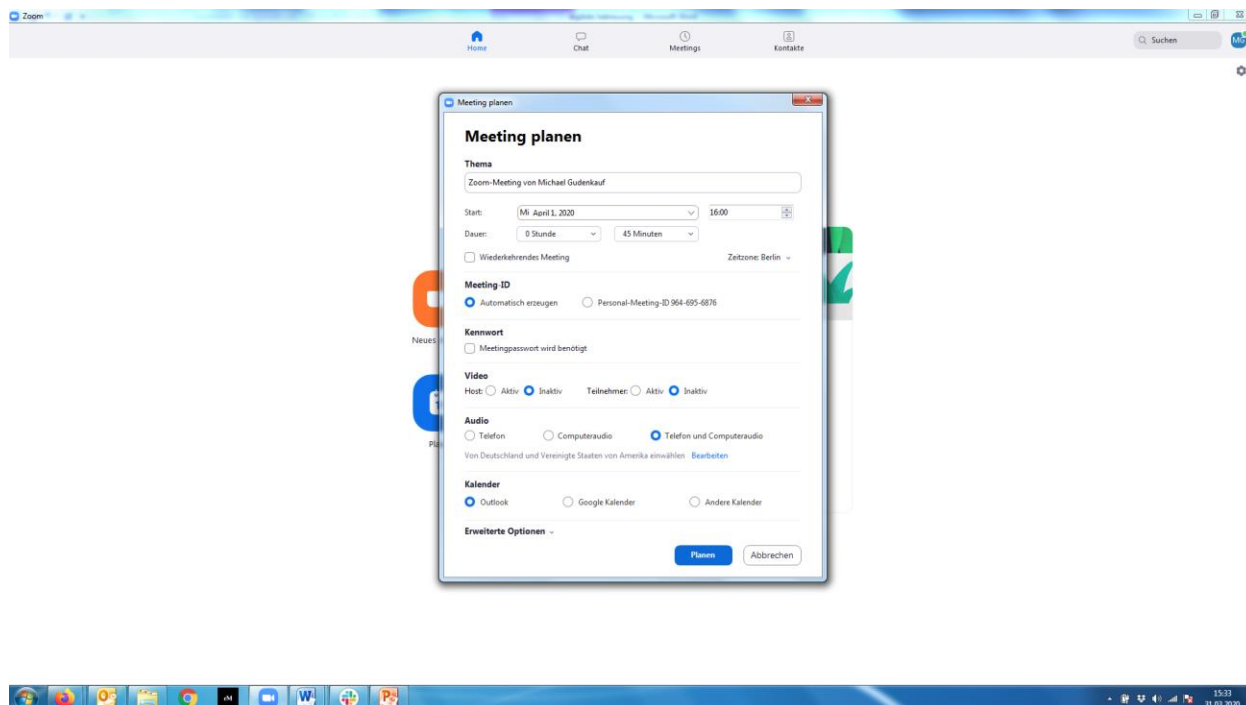 Zoom
Home
Chat
Meetings
Kontakte
Suchen
MG
Meeting planen
Meeting planen
Thema
Zoom-Meeting von Michael Gudenkauf
Start: Mi April 1, 2020 16:00
Dauer: 0 Stunde 45 Minuten
Wiederkehrendes Meeting Zeitzone: Berlin
Meeting-ID
Automatisch erzeugen Personal-Meeting-ID 964-695-6876
Neues
Kennwort
Meetingpasswort wird benötigt
Video
Host: Aktiv Inaktiv Teilnehmer: Aktiv Inaktiv
Audio
Telefon Computeraudio Telefon und Computeraudio
Pla
Von Deutschland und Vereinigte Staaten von Amerika einwählen Bearbeiten
Kalender
Outlook Google Kalender Andere Kalender
Erweiterte Optionen
Planen Abbrechen
15:33
31.03.2020